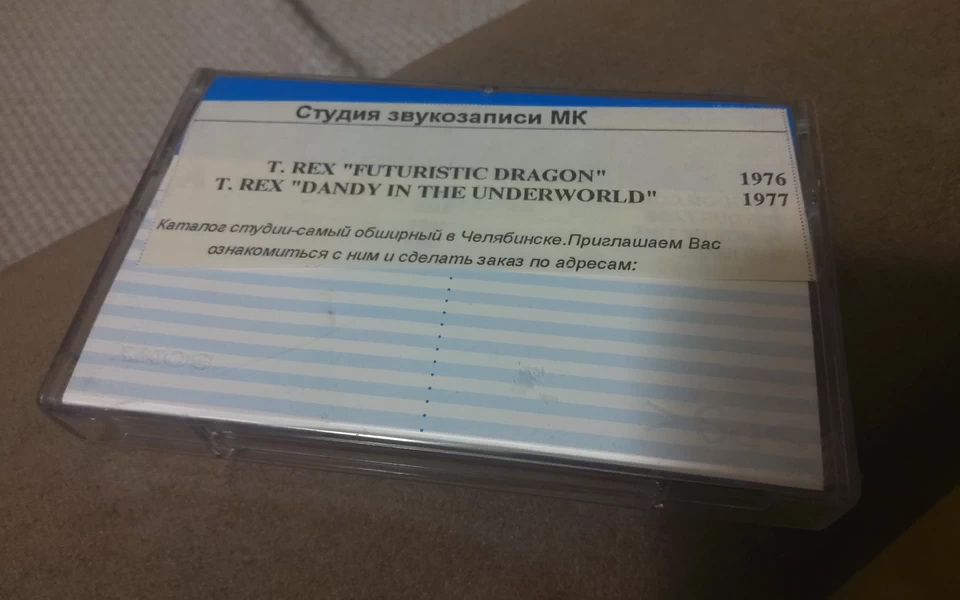 Студия звукозаписи МК
T. REX "FUTURISTIC DRAGON" 1976
T. REX "DANDY IN THE UNDERWORLD" 1977
Каталог студии-самый обширный в Челябинске.Приглашаем Вас
ознакомиться с ним и сделать заказ по адресам: